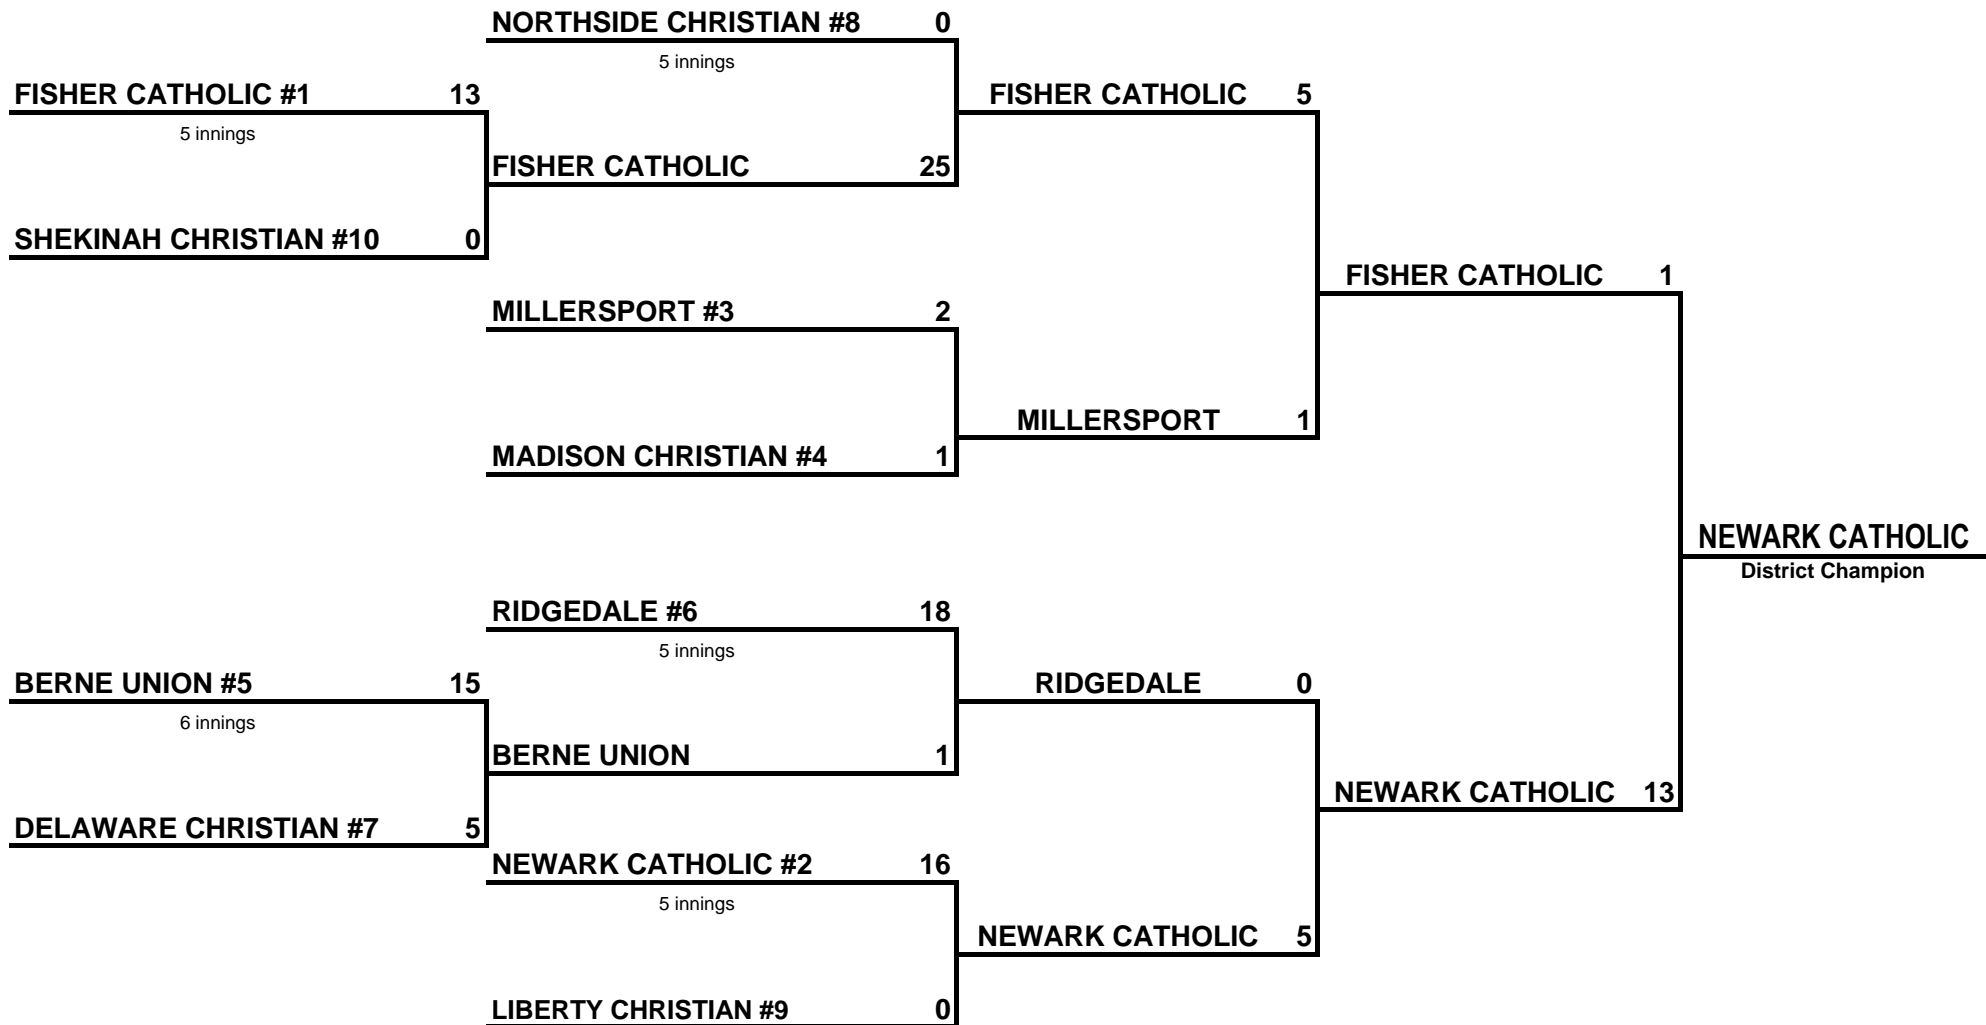 NORTHSIDE CHRISTIAN #8 0
5 innings
FISHER CATHOLIC #1 13
FISHER CATHOLIC 5
5 innings
FISHER CATHOLIC 25
SHEKINAH CHRISTIAN #10 0
FISHER CATHOLIC 1
MILLERSPORT #3 2
MILLERSPORT 1
MADISON CHRISTIAN #4 1
NEWARK CATHOLIC
District Champion
RIDGEDALE #6 18
5 innings
BERNE UNION #5 15
RIDGEDALE 0
6 innings
BERNE UNION 1
NEWARK CATHOLIC 13
DELAWARE CHRISTIAN #7 5
NEWARK CATHOLIC #2 16
5 innings
NEWARK CATHOLIC 5
LIBERTY CHRISTIAN #9 0